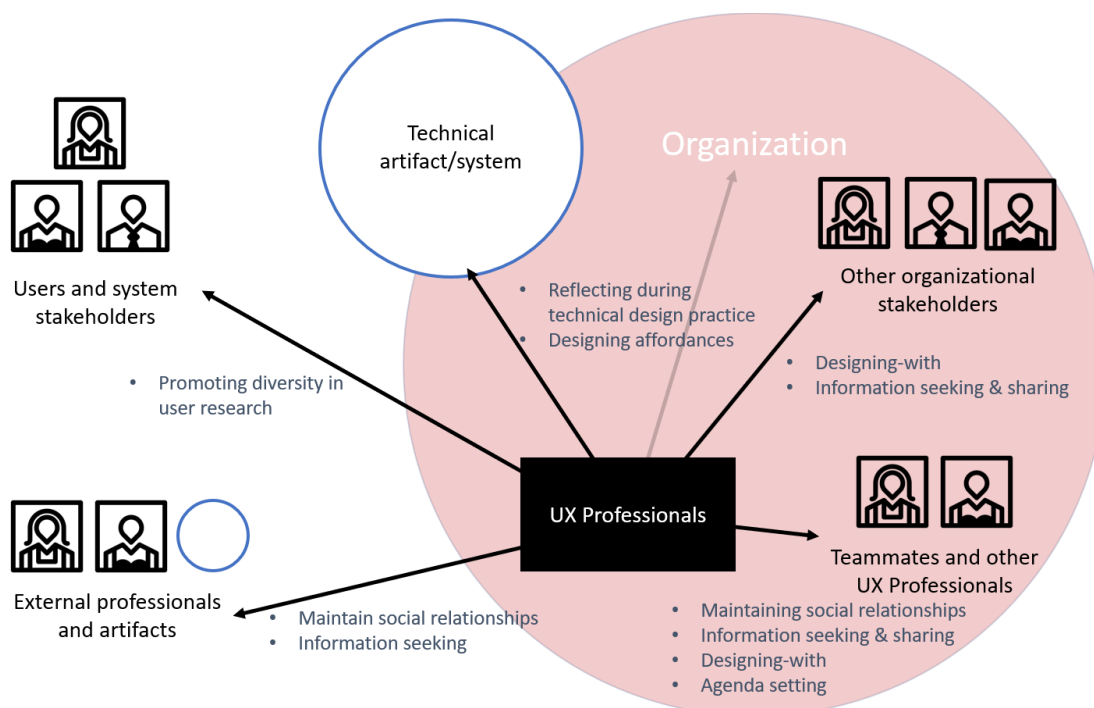 Technical
artifact/system
Organization
Users and system
stakeholders
• Reflecting during
technical design practice
• Designing affordances
Other organizational
stakeholders
• Promoting diversity in
user research
• Designing-with
• Information seeking & sharing
UX Professionals
External professionals
and artifacts
• Maintain social relationships
• Information seeking
Teammates and other
UX Professionals
• Maintaining social relationships
• Information seeking & sharing
• Designing-with
• Agenda setting